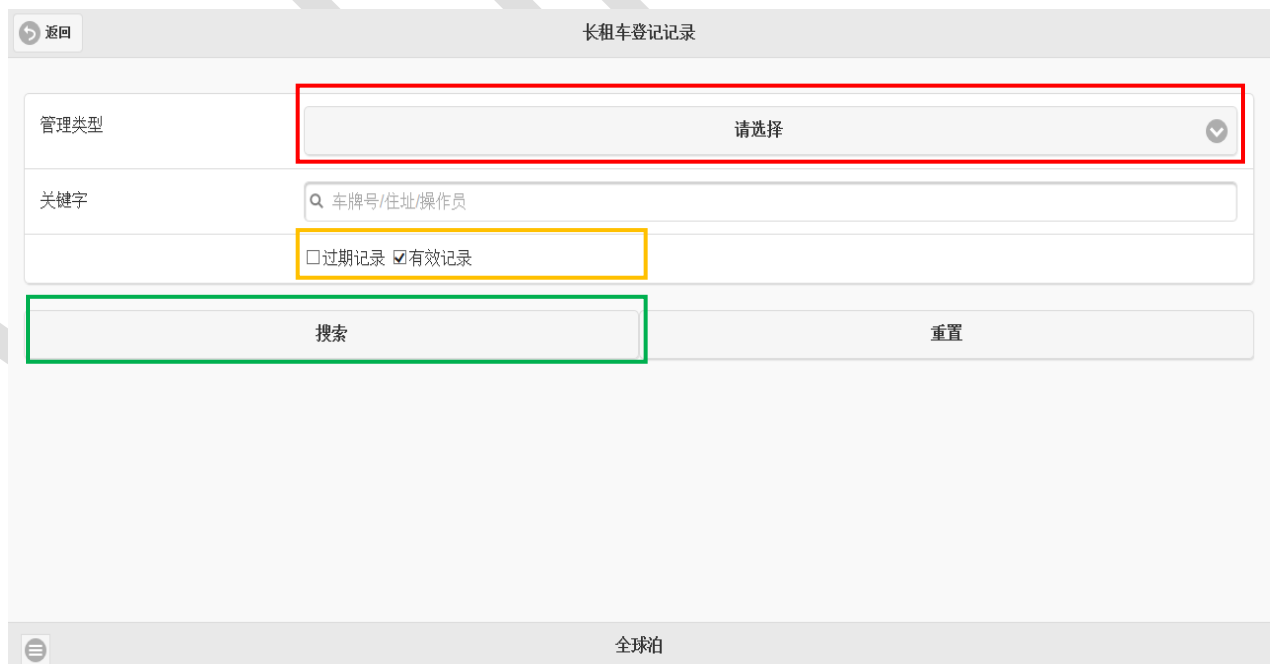 返回
长租车登记记录
管理类型
请选择
关键字
车牌号/住址/操作员
过期记录 有效记录
搜索
重置
全球泊